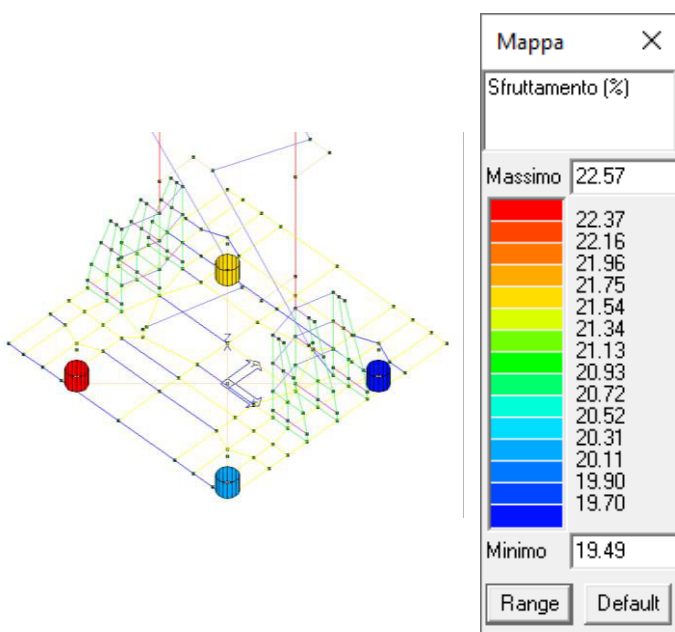 Mappa
Sfruttamento (%)
Massimo 22.57
22.37
22.16
21.96
21.75
21.54
21.34
21.13
20.93
20.72
20.52
20.31
20.11
19.90
19.70
Minimo 19.49
Range Default
Z
X